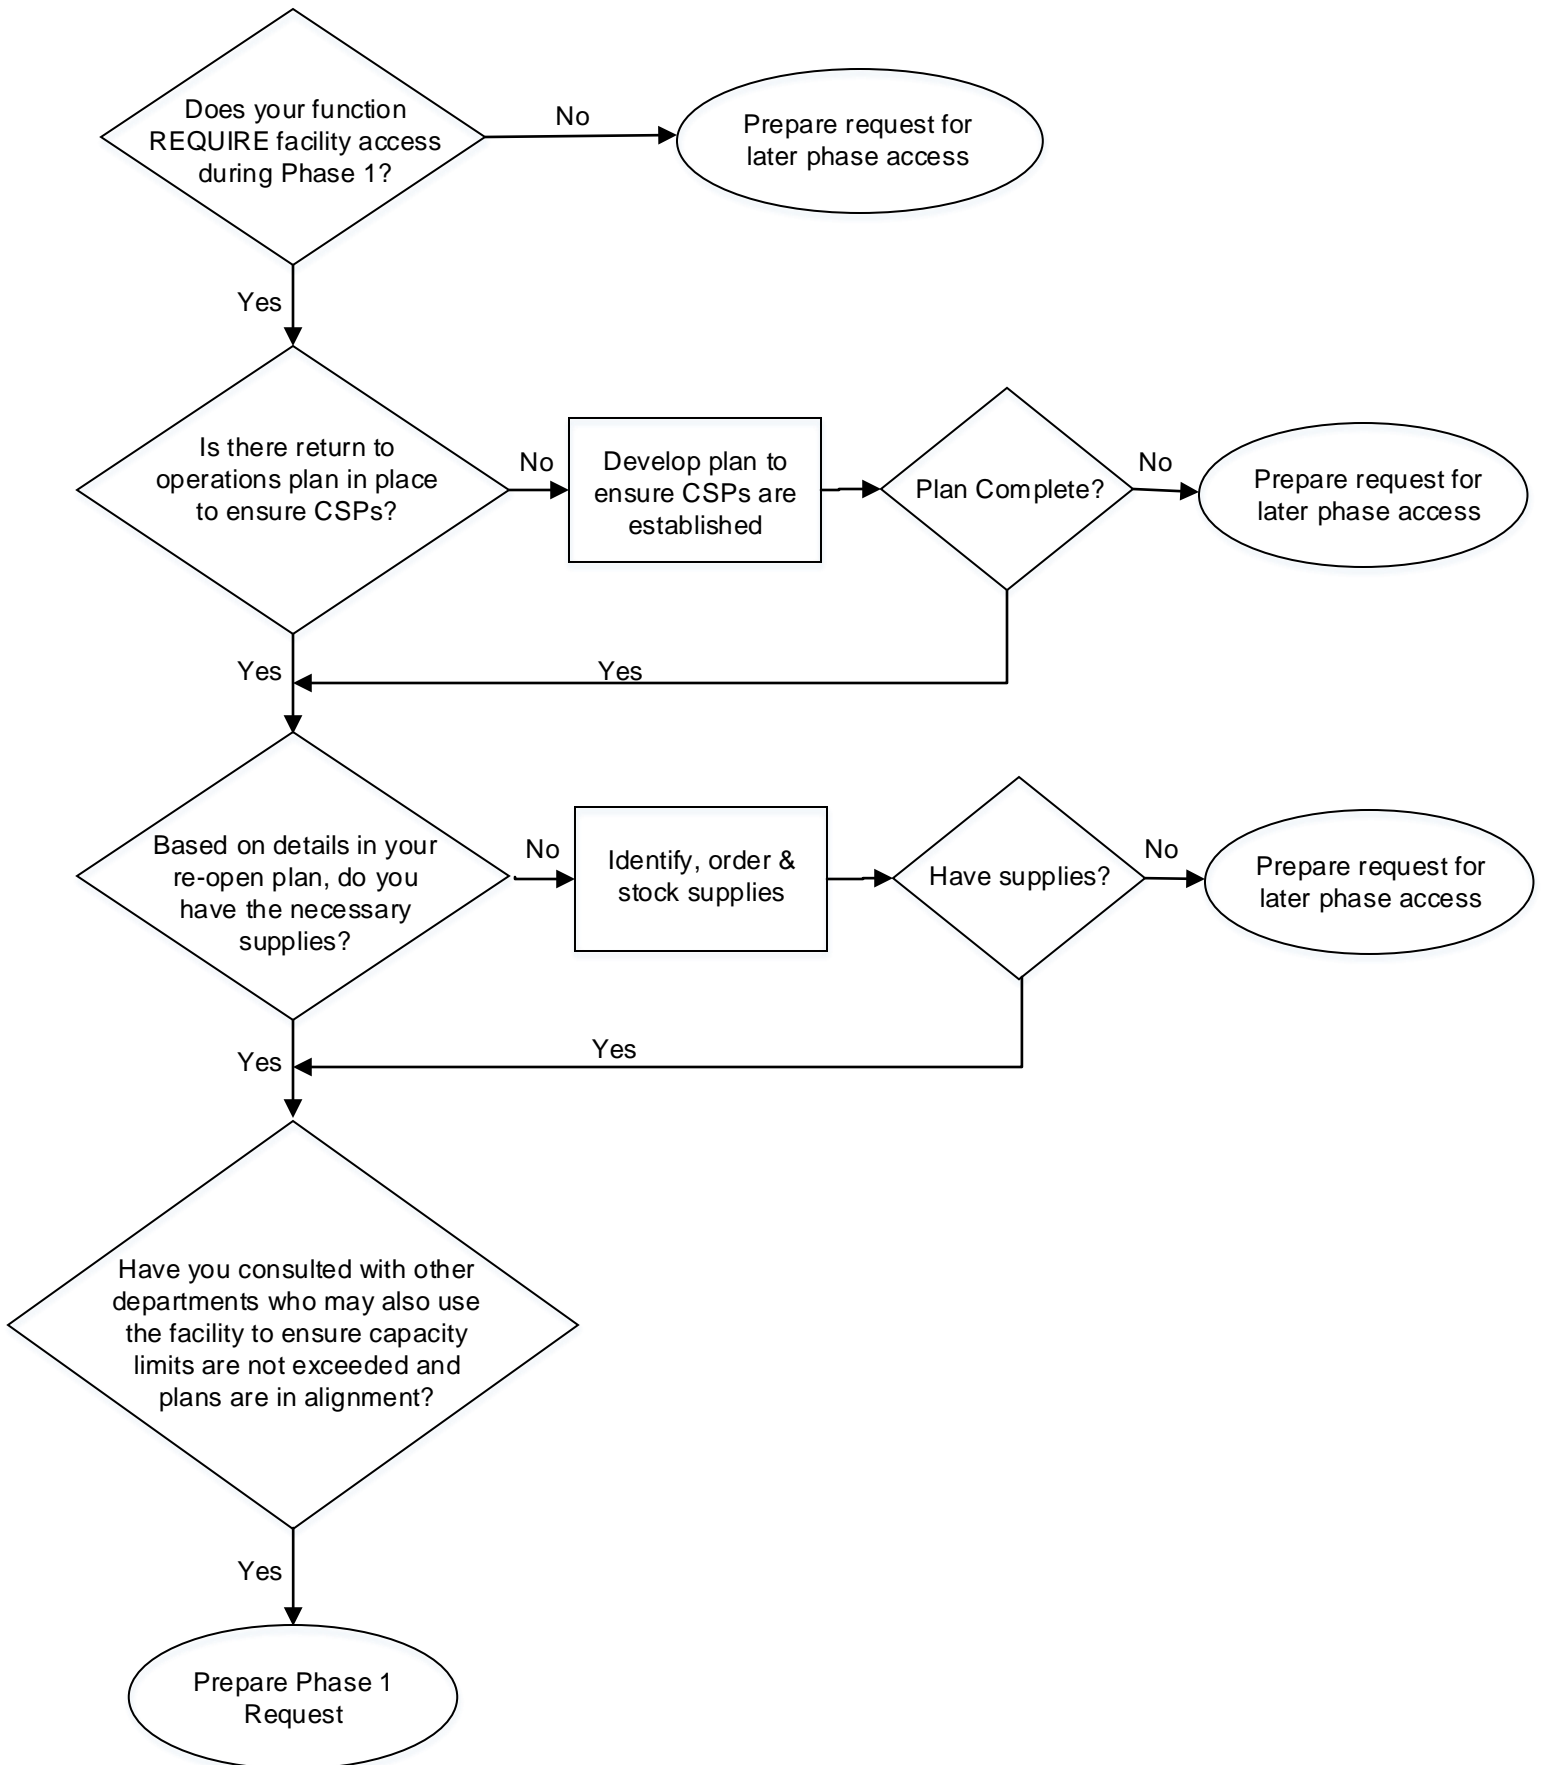 Does your function
REQUIRE facility access
during Phase 1?
No
Prepare request for
later phase access
Yes
Is there return to
operations plan in place
to ensure CSPs?
No
Develop plan to
ensure CSPs are
established
Plan Complete?
No
Prepare request for
later phase access
Yes
Yes
Based on details in your
re-open plan, do you
have the necessary
supplies?
No
Identify, order &
stock supplies
Have supplies?
No
Prepare request for
later phase access
Yes
Yes
Have you consulted with other
departments who may also use
the facility to ensure capacity
limits are not exceeded and
plans are in alignment?
Yes
Prepare Phase 1
Request